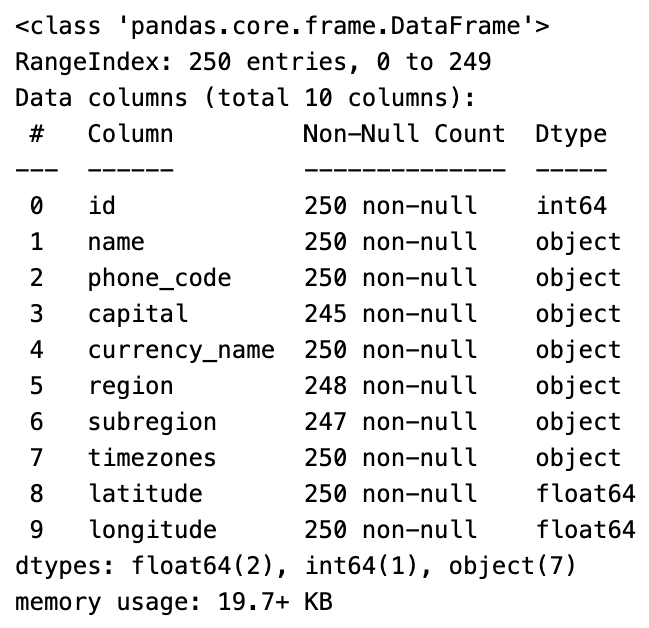 <class 'pandas.core.frame.DataFrame'>
RangeIndex: 250 entries, 0 to 249
Data columns (total 10 columns):
 #   Column         Non-Null Count  Dtype
---  ------         --------------  -----
 0   id             250 non-null    int64
 1   name           250 non-null    object
 2   phone_code     250 non-null    object
 3   capital        245 non-null    object
 4   currency_name  250 non-null    object
 5   region         248 non-null    object
 6   subregion      247 non-null    object
 7   timezones      250 non-null    object
 8   latitude       250 non-null    float64
 9   longitude      250 non-null    float64
dtypes: float64(2), int64(1), object(7)
memory usage: 19.7+ KB